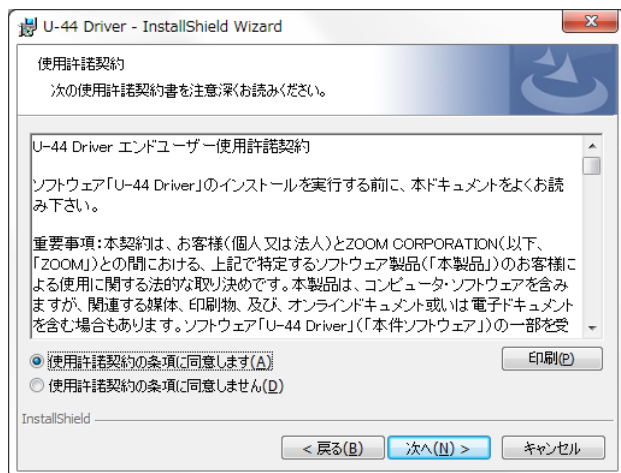 U-44 Driver - InstallShield Wizard
使用許諾契約
次の使用許諾契約書を注意深くお読みください。
U-44 Driver エンドユーザー使用許諾契約
ソフトウェア「U-44 Driver」のインストールを実行する前に、本ドキュメントをよくお読
み下さい。
重要事項：本契約は、お客様(個人又は法人)とZOOM CORPORATION(以下、
「ZOOM」)との間における、上記で特定するソフトウェア製品(「本製品」)のお客様に
よる使用に関する法的な取り決めです。本製品は、コンピュータ・ソフトウェアを含み
ますが、関連する媒体、印刷物、及び、オンラインドキュメント或いは電子ドキュメント
を含む場合もあります。ソフトウェア「U-44 Driver」(「本件ソフトウェア」)の一部を受
使用許諾契約の条項に同意します(A)
印刷(P)
使用許諾契約の条項に同意しません(D)
InstallShield
< 戻る(B)
次へ(N) >
キャンセル